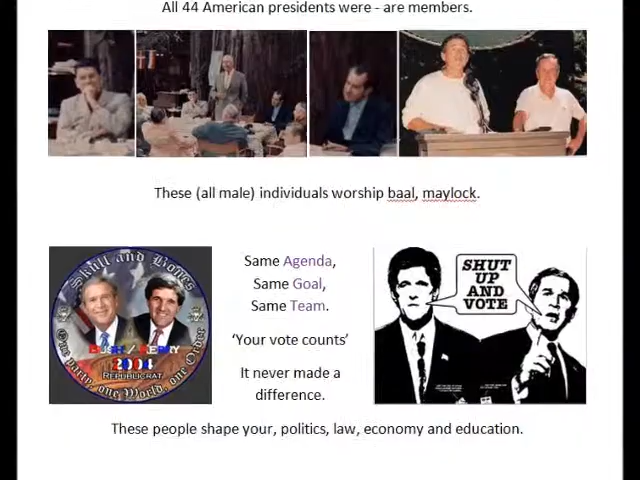 All 44 American presidents were - are members.
These (all male) individuals worship baal, maylock.
Skull and Bones
BUSH / KERRY
2004
REPUBLICRAT
One party, one World, one Order
Same Agenda,
Same Goal,
Same Team.
‘Your vote counts’
It never made a
difference.
SHUT
UP
AND
VOTE
These people shape your, politics, law, economy and education.